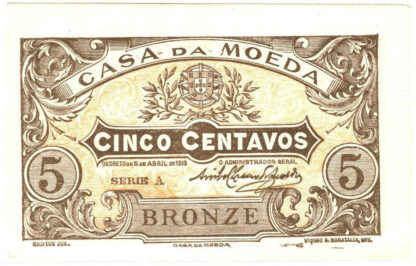 CASA DA MOEDA
CINCO CENTAVOS
DECRETO DE 5 DE ABRIL DE 1918 O ADMINISTRADOR GERAL
5 SERIE A 5
BRONZE
CASA DA MOEDA